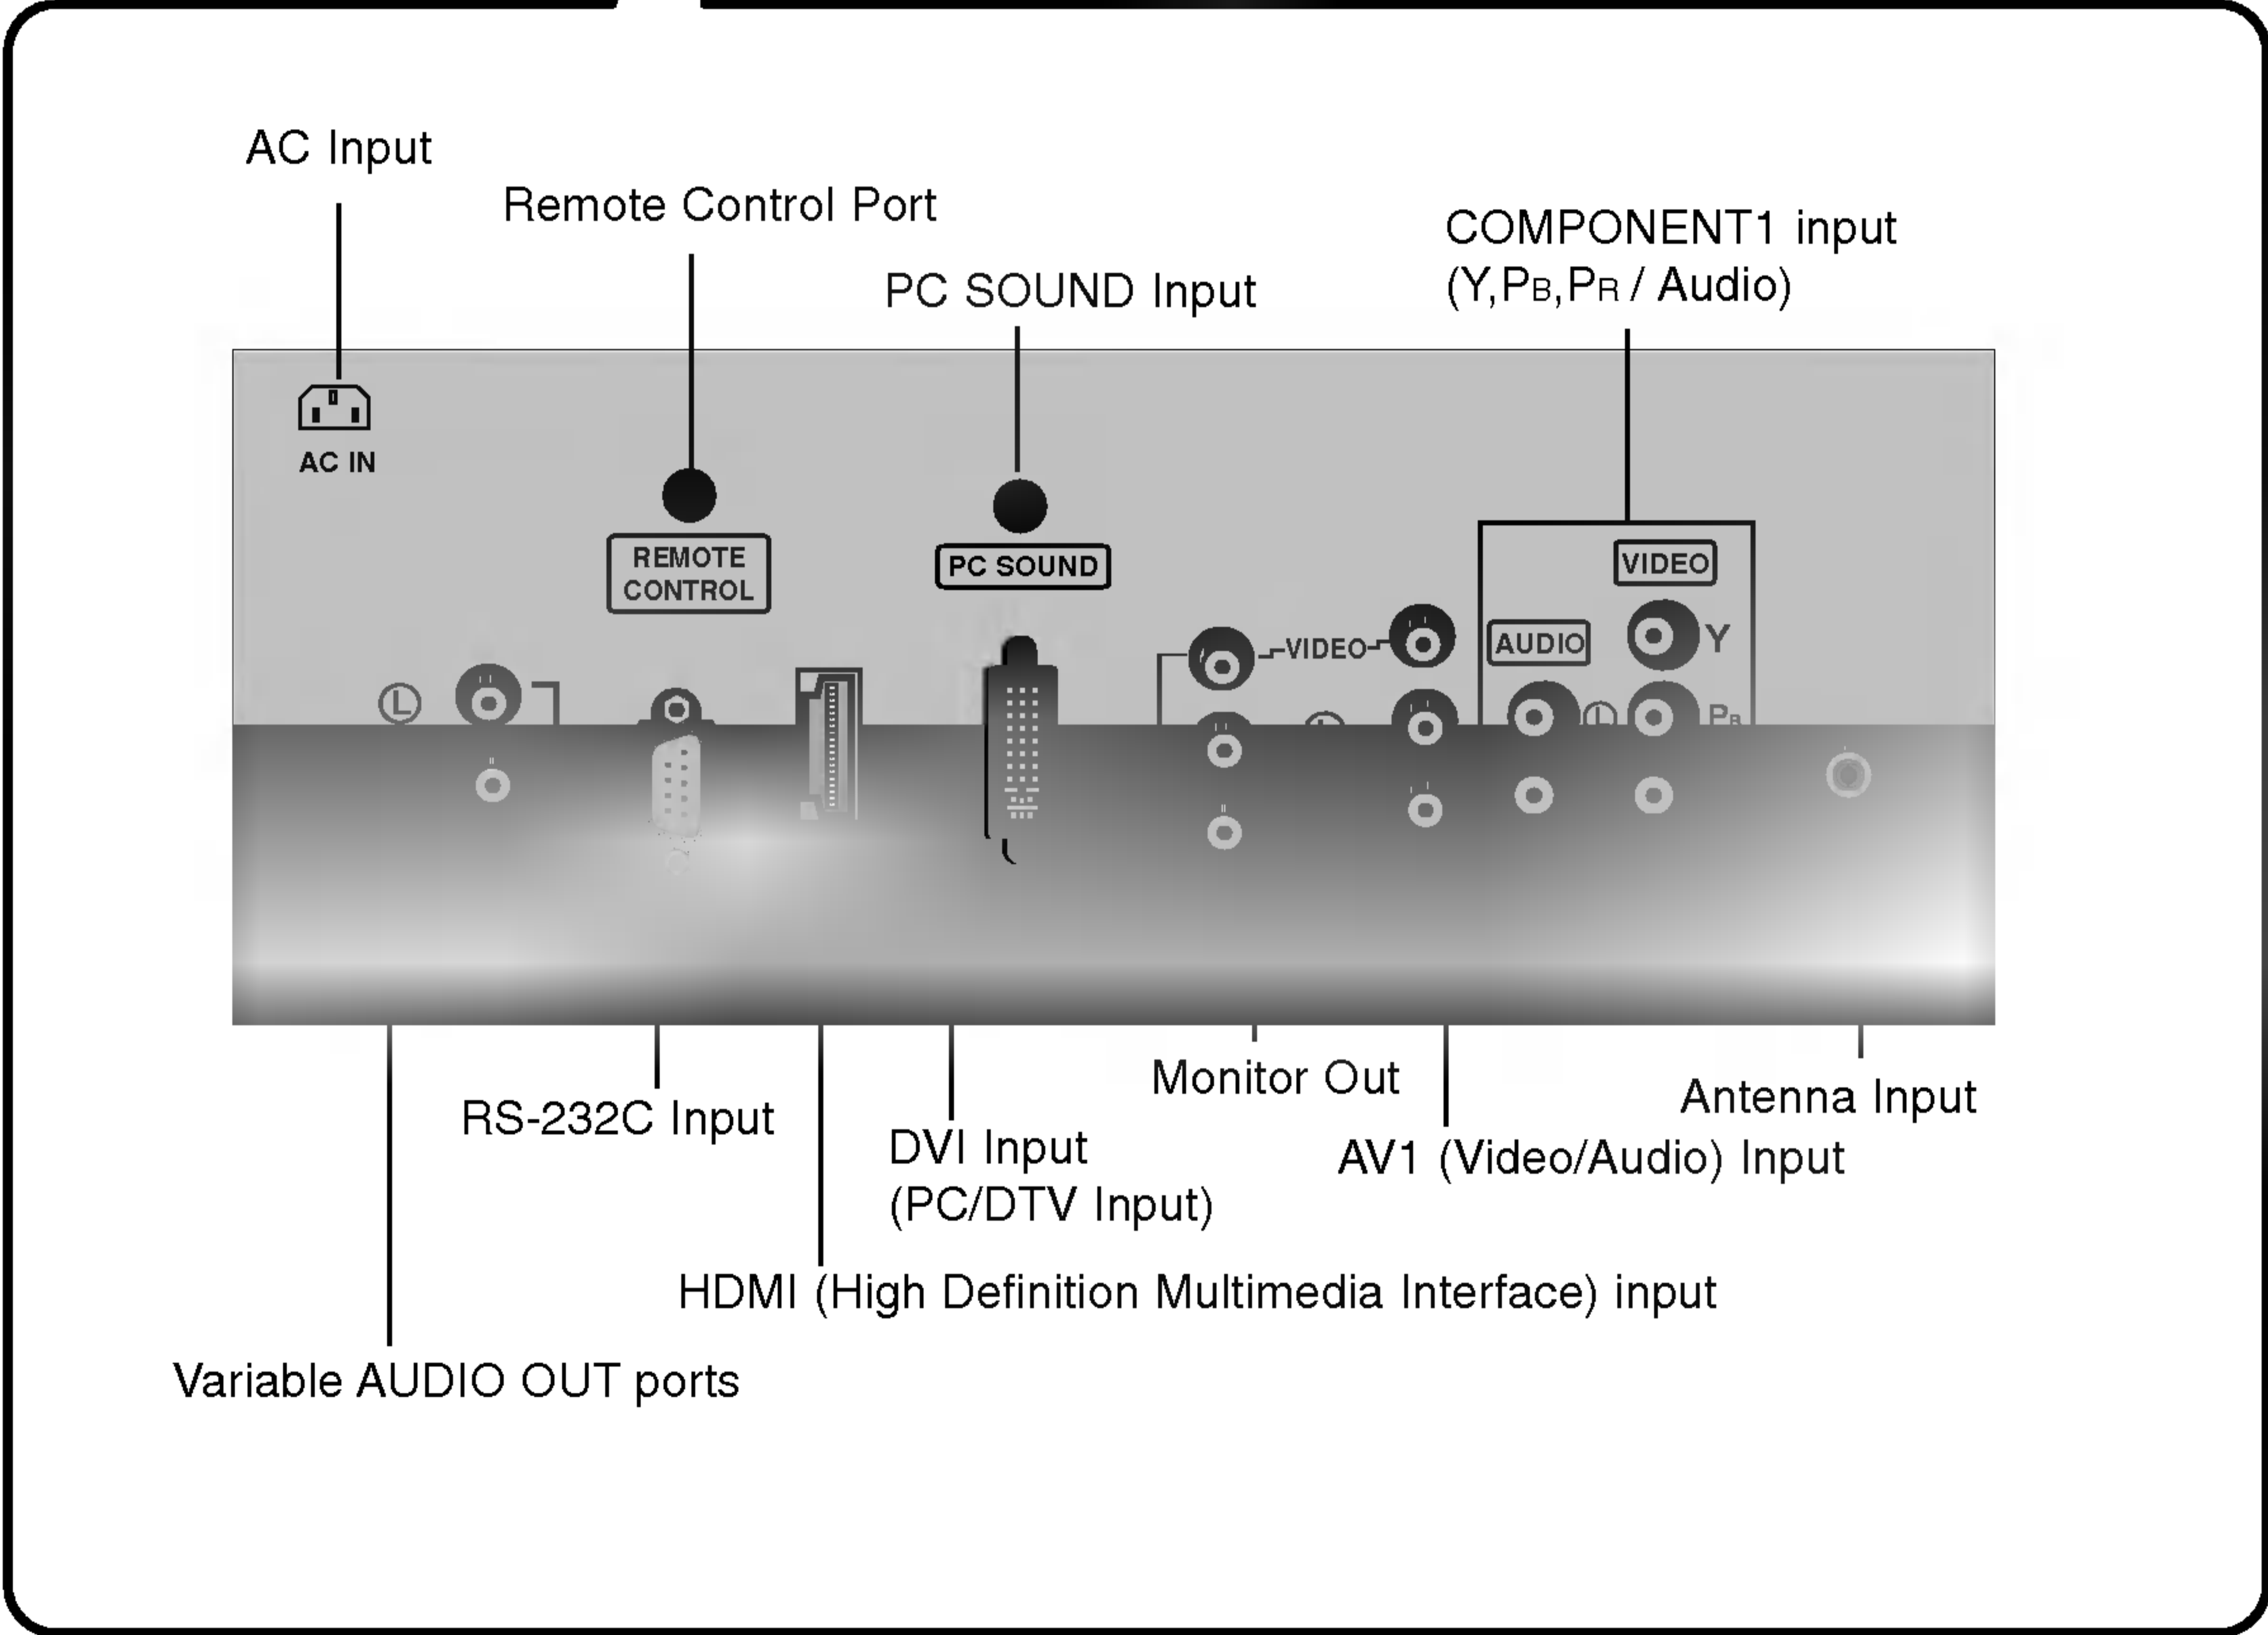 AC Input
Remote Control Port
COMPONENT1 input
(Y,PB,PR / Audio)
PC SOUND Input
AC IN
REMOTE
CONTROL
PC SOUND
VIDEO
VIDEO
AUDIO
Y
L
L
PB
Monitor Out
Antenna Input
RS-232C Input
DVI Input
(PC/DTV Input)
AV1 (Video/Audio) Input
HDMI (High Definition Multimedia Interface) input
Variable AUDIO OUT ports